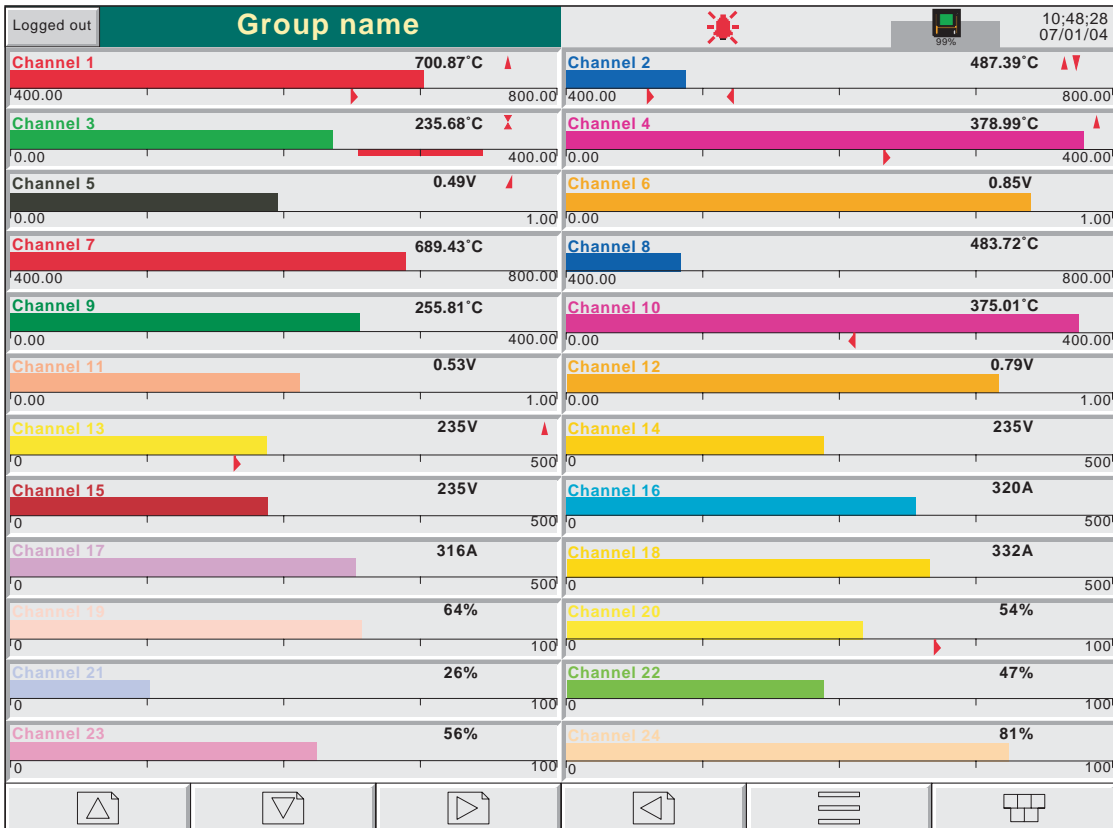 Logged out
Group name
99%
10;48;28
07/01/04
Channel 1 700.87°C
400.00 800.00
Channel 2 487.39°C
400.00 800.00
Channel 3 235.68°C
0.00 400.00
Channel 4 378.99°C
0.00 400.00
Channel 5 0.49V
0.00 1.00
Channel 6 0.85V
0.00 1.00
Channel 7 689.43°C
400.00 800.00
Channel 8 483.72°C
400.00 800.00
Channel 9 255.81°C
0.00 400.00
Channel 10 375.01°C
0.00 400.00
Channel 11 0.53V
0.00 1.00
Channel 12 0.79V
0.00 1.00
Channel 13 235V
0 500
Channel 14 235V
0 500
Channel 15 235V
0 500
Channel 16 320A
0 500
Channel 17 316A
0 500
Channel 18 332A
0 500
Channel 19 64%
0 100
Channel 20 54%
0 100
Channel 21 26%
0 100
Channel 22 47%
0 100
Channel 23 56%
0 100
Channel 24 81%
0 100